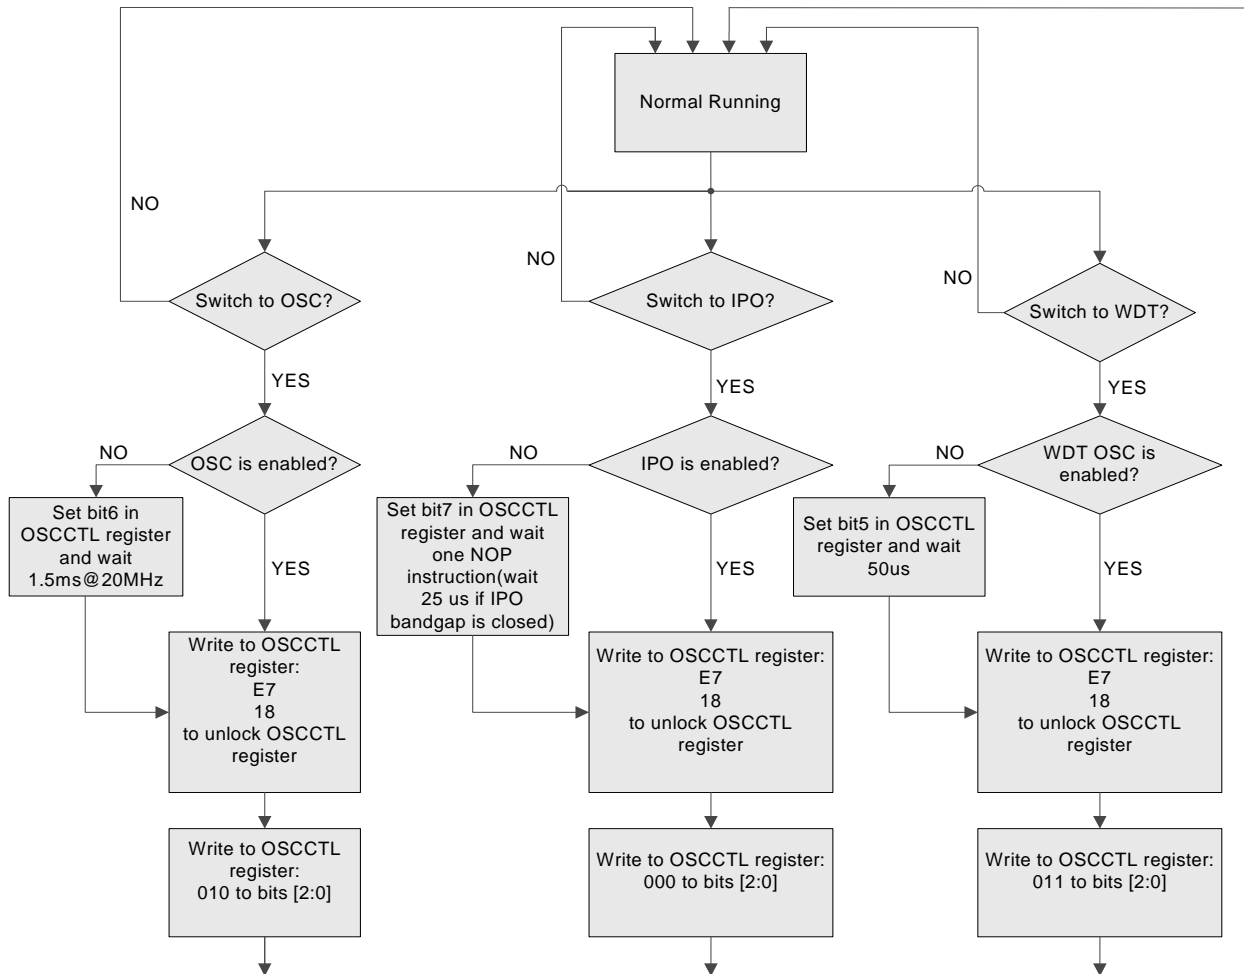 Normal Running
NO
NO
NO
Switch to OSC?
Switch to IPO?
Switch to WDT?
YES
YES
YES
NO
OSC is enabled?
NO
IPO is enabled?
NO
WDT OSC is
enabled?
Set bit6 in
OSCCTL register
and wait
1.5ms@20MHz
Set bit7 in OSCCTL
register and wait
one NOP
instruction(wait
25 us if IPO
bandgap is closed)
Set bit5 in OSCCTL
register and wait
50us
YES
YES
YES
Write to OSCCTL
register:
E7
18
to unlock OSCCTL
register
Write to OSCCTL register:
E7
18
to unlock OSCCTL
register
Write to OSCCTL register:
E7
18
to unlock OSCCTL
register
Write to OSCCTL
register:
010 to bits [2:0]
Write to OSCCTL register:
000 to bits [2:0]
Write to OSCCTL register:
011 to bits [2:0]